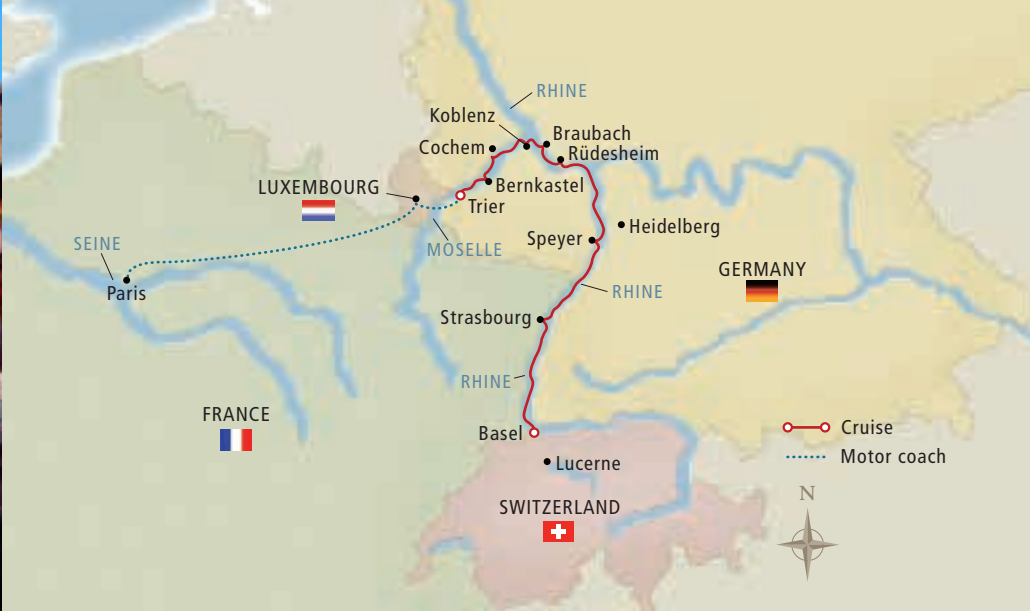 RHINE
Koblenz
Braubach
Cochem
Rüdesheim
LUXEMBOURG
Bernkastel
Trier
Heidelberg
Speyer
SEINE
MOSELLE
GERMANY
Paris
RHINE
Strasbourg
RHINE
FRANCE
Basel
Cruise
Lucerne
Motor coach
N
SWITZERLAND